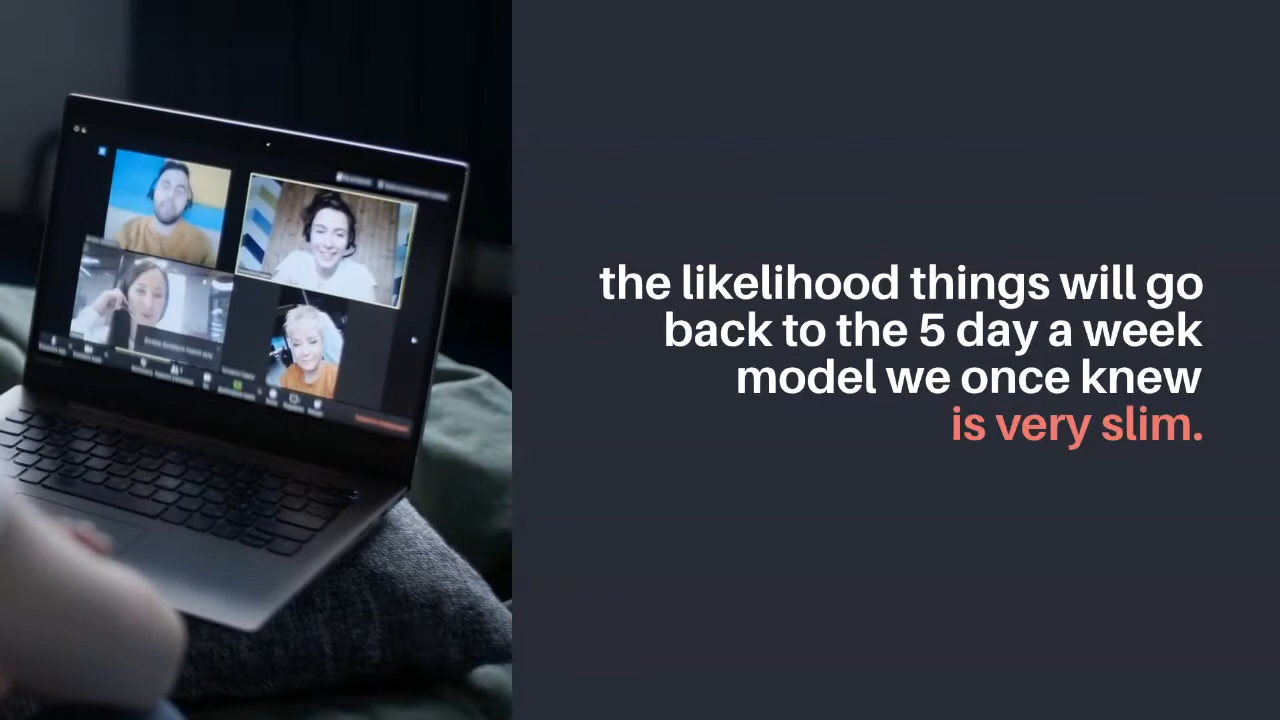 the likelihood things will go
back to the 5 day a week
model we once knew
is very slim.